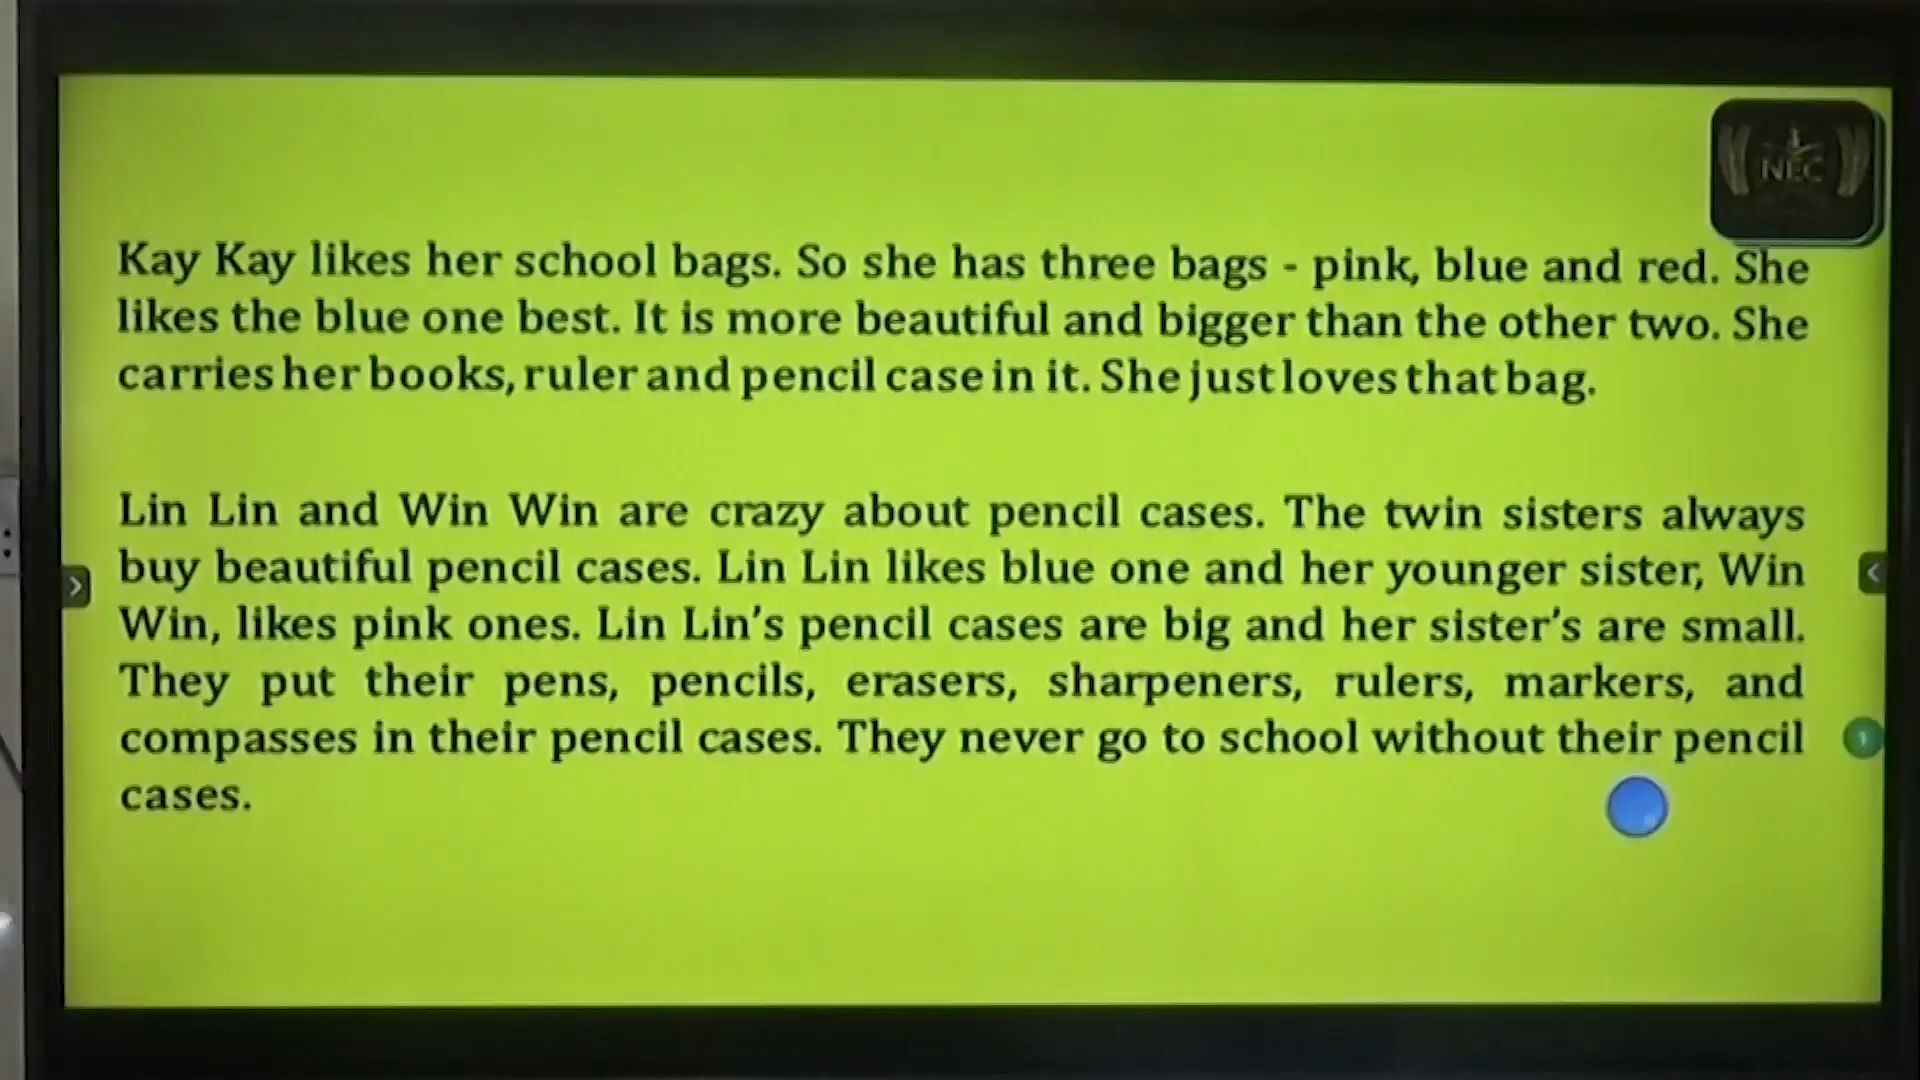 NEC
Kay Kay likes her school bags. So she has three bags - pink, blue and red. She
likes the blue one best. It is more beautiful and bigger than the other two. She
carries her books, ruler and pencil case in it. She just loves that bag.
Lin Lin and Win Win are crazy about pencil cases. The twin sisters always
buy beautiful pencil cases. Lin Lin likes blue one and her younger sister, Win
Win, likes pink ones. Lin Lin's pencil cases are big and her sister's are small.
They put their pens, pencils, erasers, sharpeners, rulers, markers, and
compasses in their pencil cases. They never go to school without their pencil
cases.
1